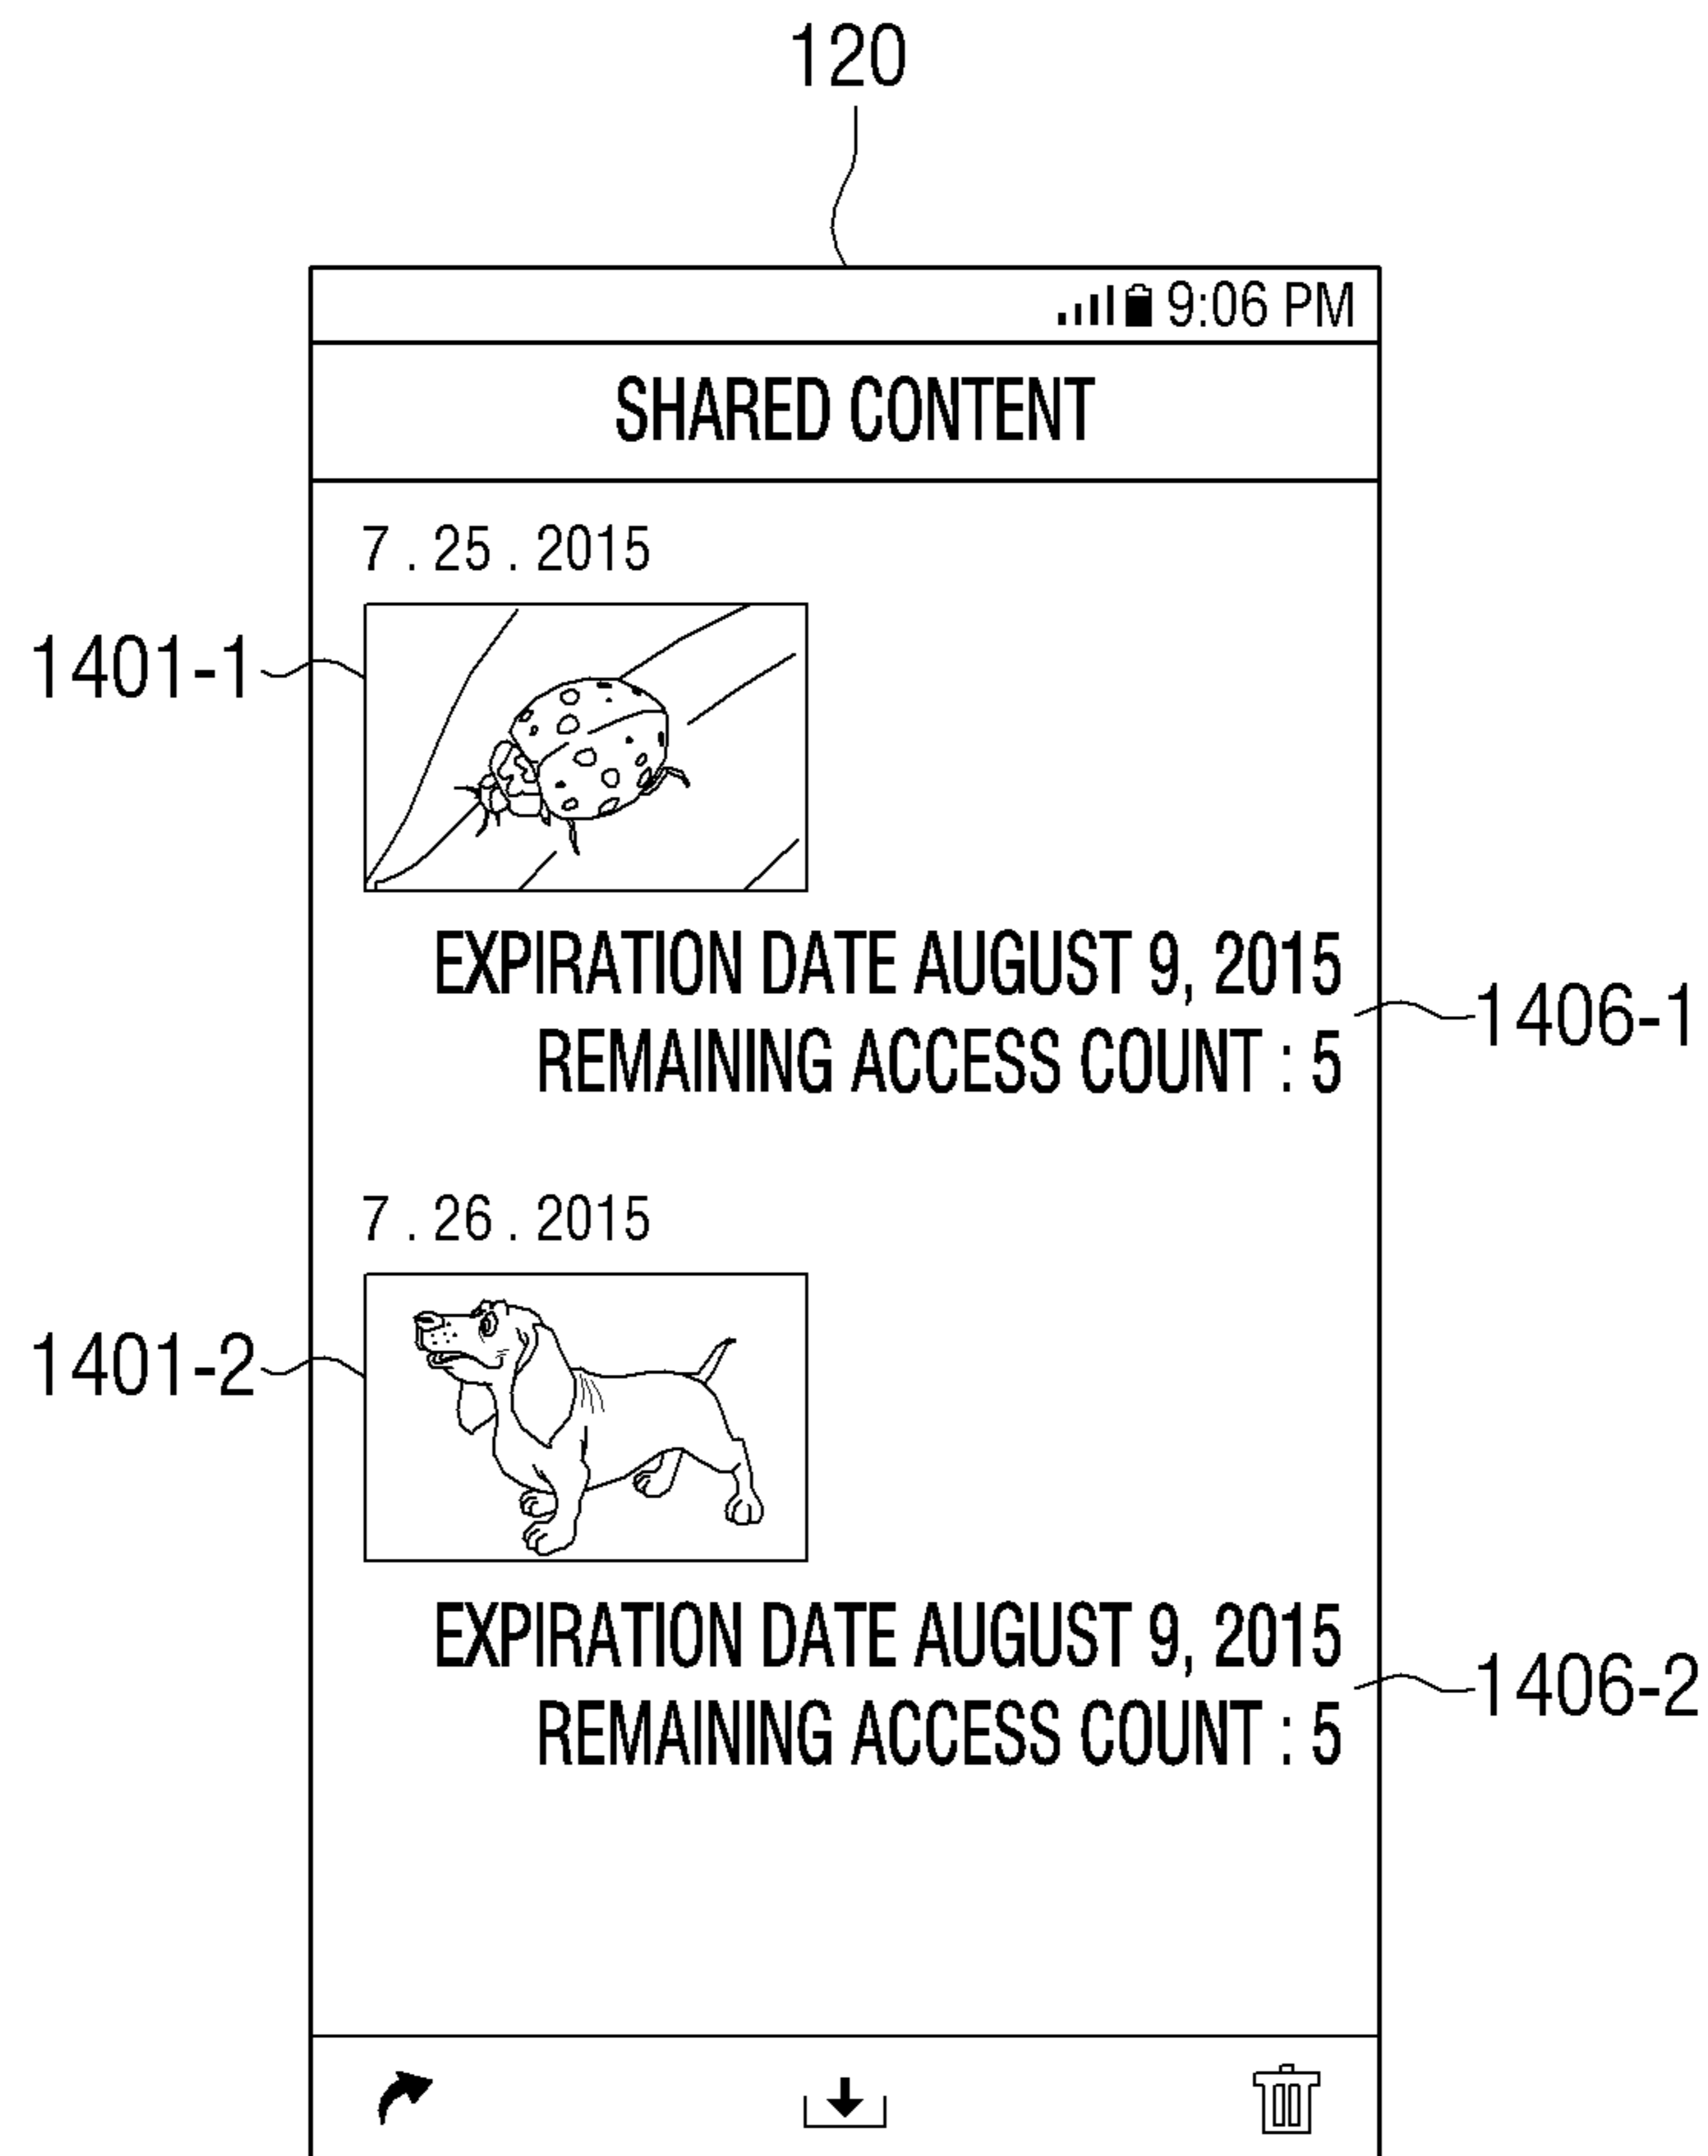 120
9:06 PM
SHARED CONTENT
7 . 25 . 2015
1401-1
EXPIRATION DATE AUGUST 9, 2015
REMAINING ACCESS COUNT : 5
1406-1
7 . 26 . 2015
1401-2
EXPIRATION DATE AUGUST 9, 2015
REMAINING ACCESS COUNT : 5
1406-2